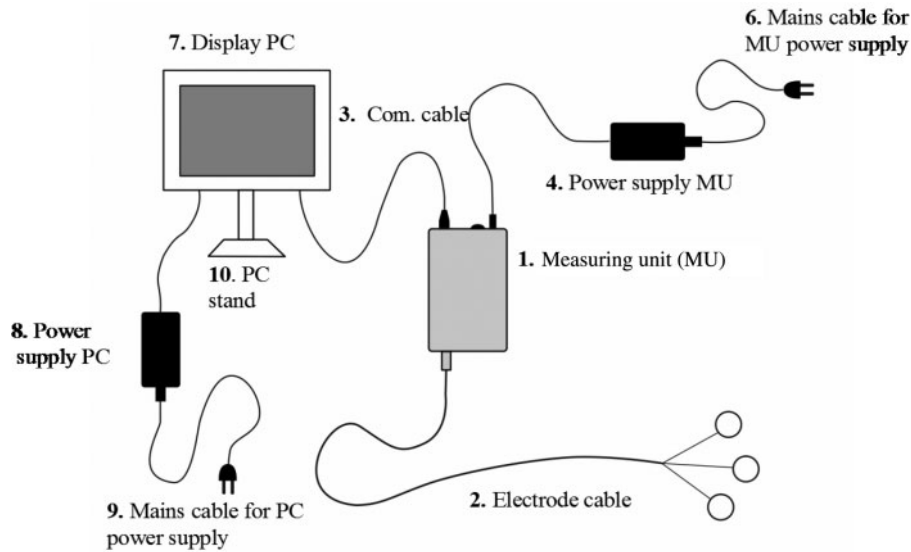 6. Mains cable for
MU power supply
7. Display PC
3. Com. cable
4. Power supply MU
1. Measuring unit (MU)
10. PC
stand
8. Power
supply PC
2. Electrode cable
9. Mains cable for PC
power supply